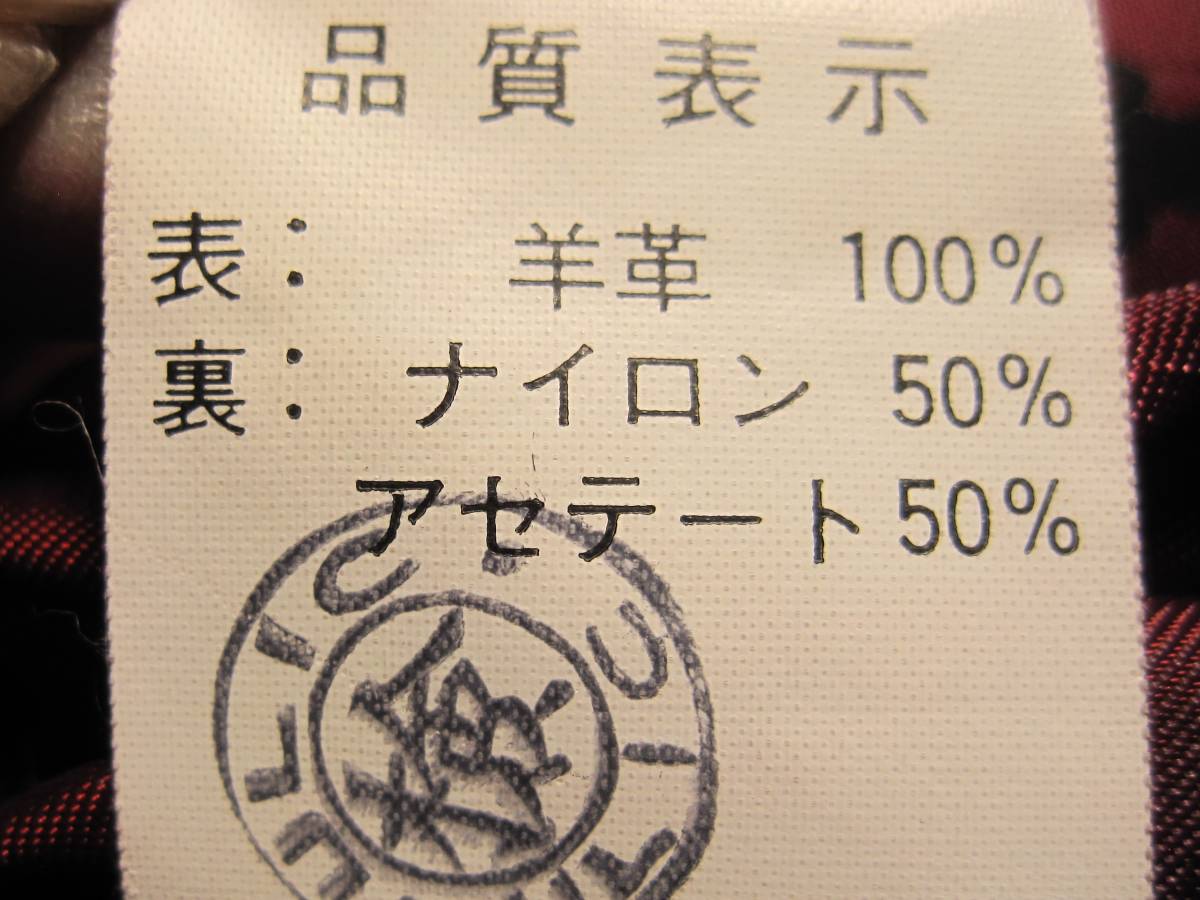 品質表示
表： 羊革 100%
裏： ナイロン 50%
アセテート 50%
検